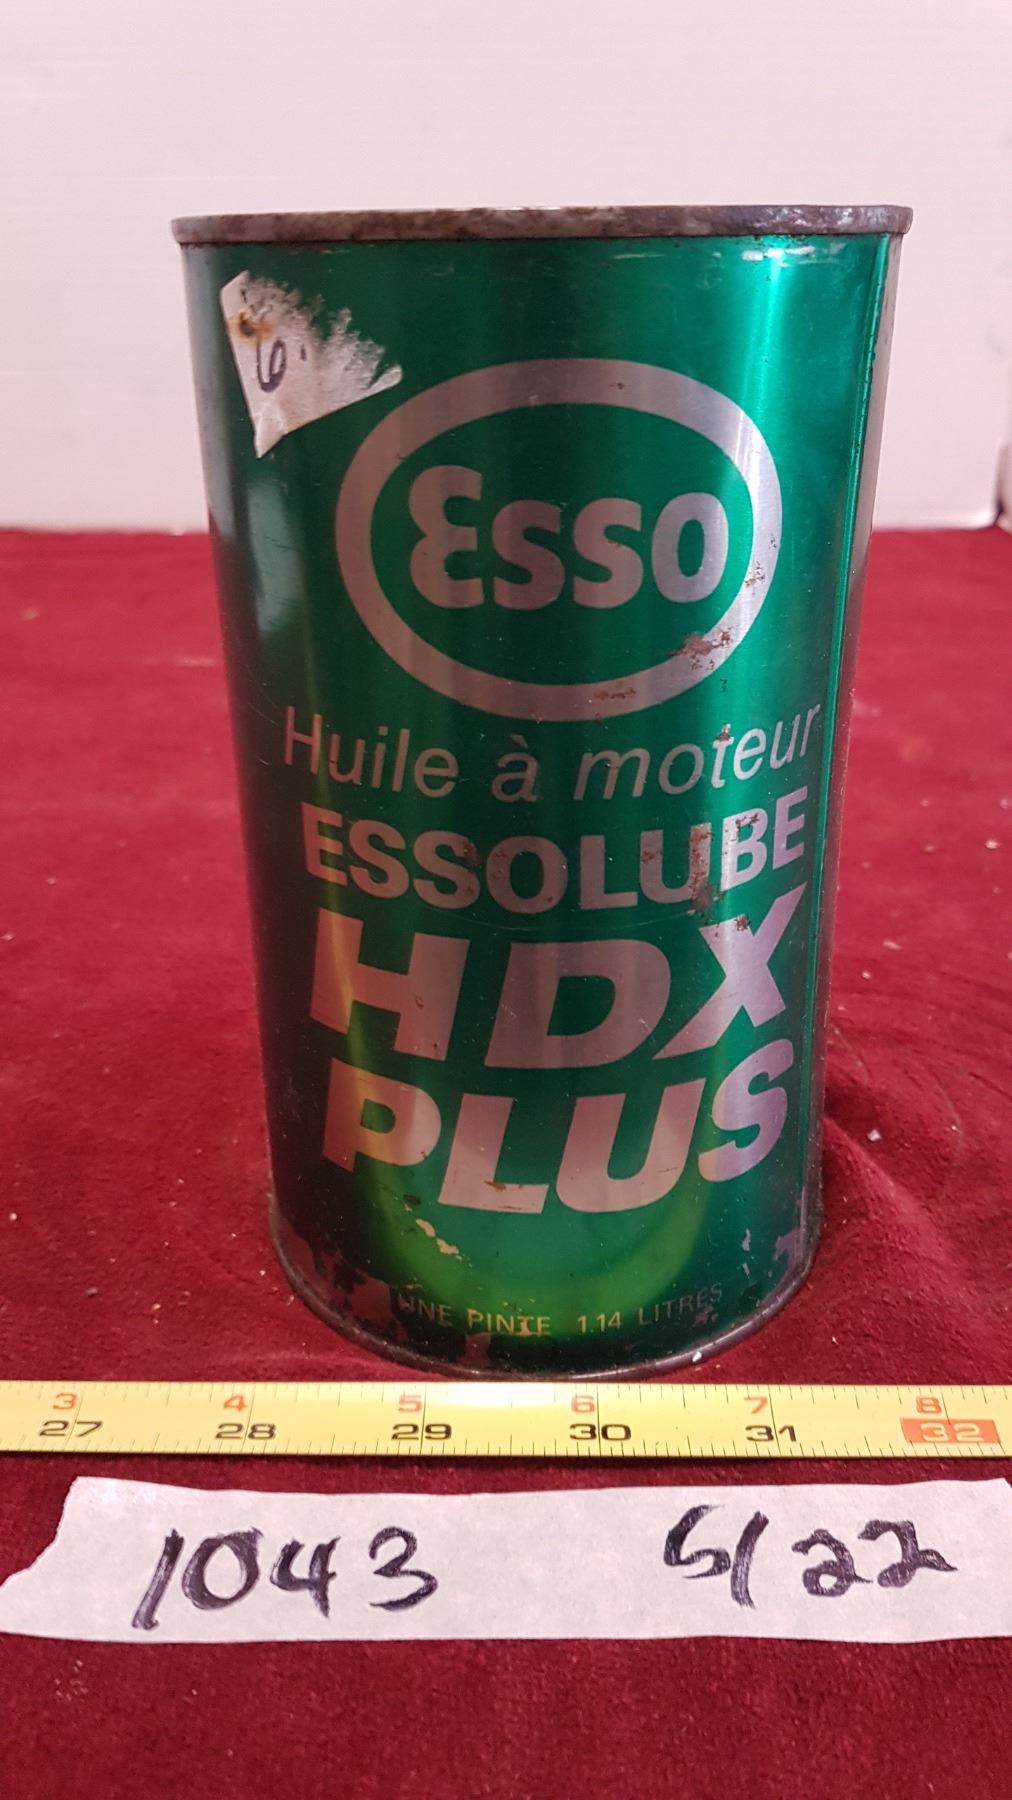 6.
Esso
Huile à moteur
ESSOLUBE
HDX
PLUS
UNE PINTE 1.14 LITRES
3 4 5 6 7 8
27 28 29 30 31 32
1043 5/22